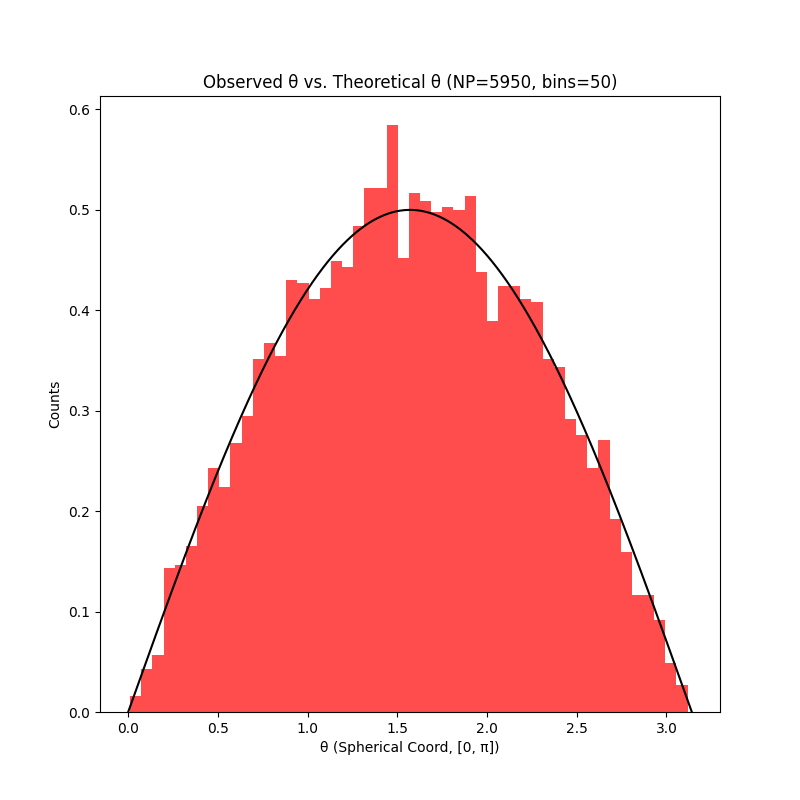 Observed θ vs. Theoretical θ (NP=5950, bins=50)
0.6
0.5
0.4
0.3
0.2
0.1
0.0
Counts
0.0 0.5 1.0 1.5 2.0 2.5 3.0
θ (Spherical Coord, [0, π])